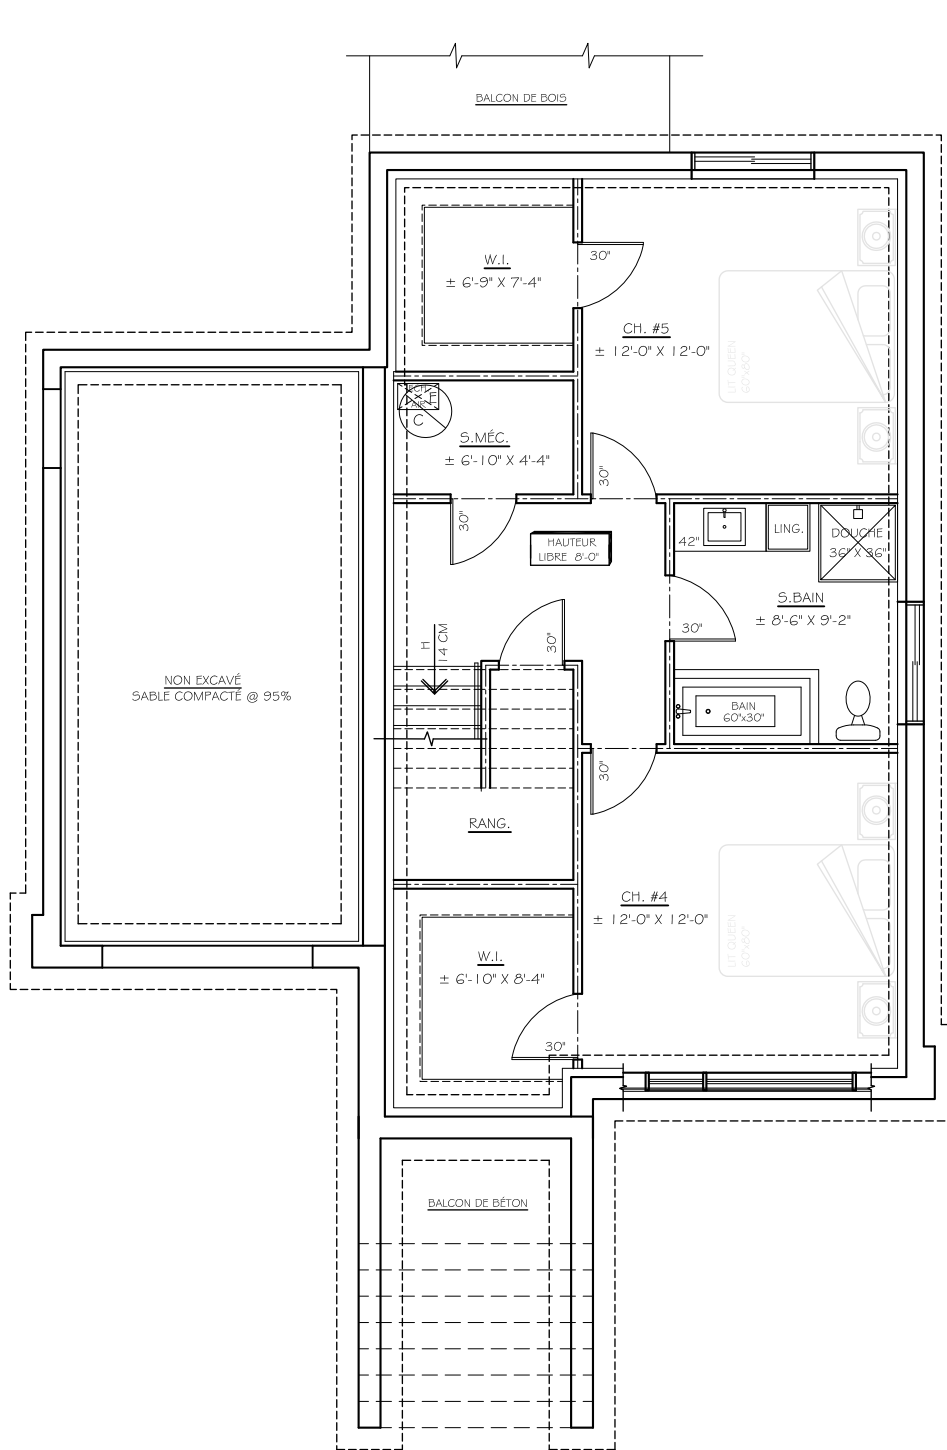 BALCON DE BOIS
W.I.
± 6'-9" X 7'-4"
30"
CH. #5
± 12'-0" X 12'-0"
LIT QUEEN
60"x80"
C
S.MÉC.
± 6'-10" X 4'-4"
30"
30"
HAUTEUR
LIBRE 8'-0"
42"
LING.
DOUCHE
36" X 36"
S.BAIN
± 8'-6" X 9'-2"
30"
H
14 CM
30"
NON EXCAVÉ
SABLE COMPACTÉ @ 95%
BAIN
60"x30"
30"
RANG.
CH. #4
± 12'-0" X 12'-0"
LIT QUEEN
60"x80"
W.I.
± 6'-10" X 8'-4"
30"
BALCON DE BÉTON